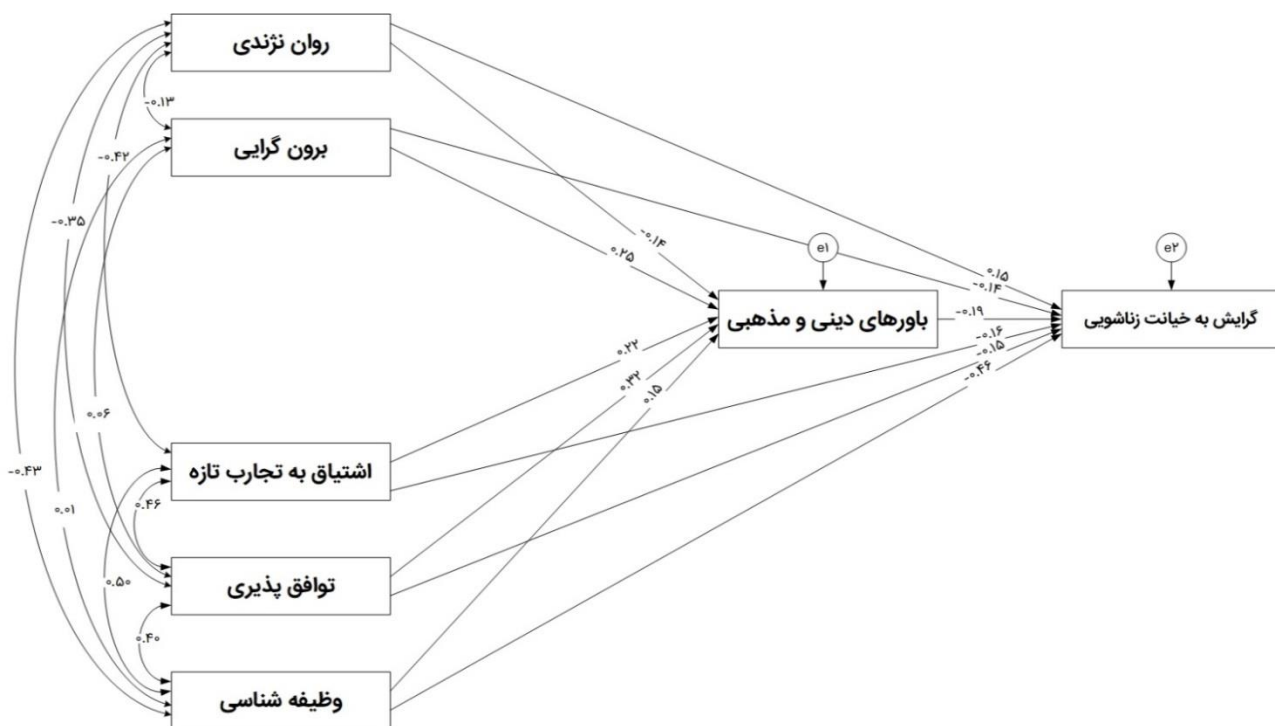 روان نژندی
-۰.۱۳
برون گرایی
-۰.۴۲
-۰.۳۵
-۰.۱۴
۰.۲۵
e۱
e۲
۰.۱۵
-۰.۱۴
باورهای دینی و مذهبی
-۰.۱۹
گرایش به خیانت زناشویی
-۰.۱۶
-۰.۱۵
-۰.۴۶
۰.۲۲
۰.۳۲
۰.۱۵
۰.۰۶
-۰.۴۳
۰.۰۱
اشتیاق به تجارب تازه
۰.۴۶
۰.۵۰
توافق پذیری
۰.۴۰
وظیفه شناسی